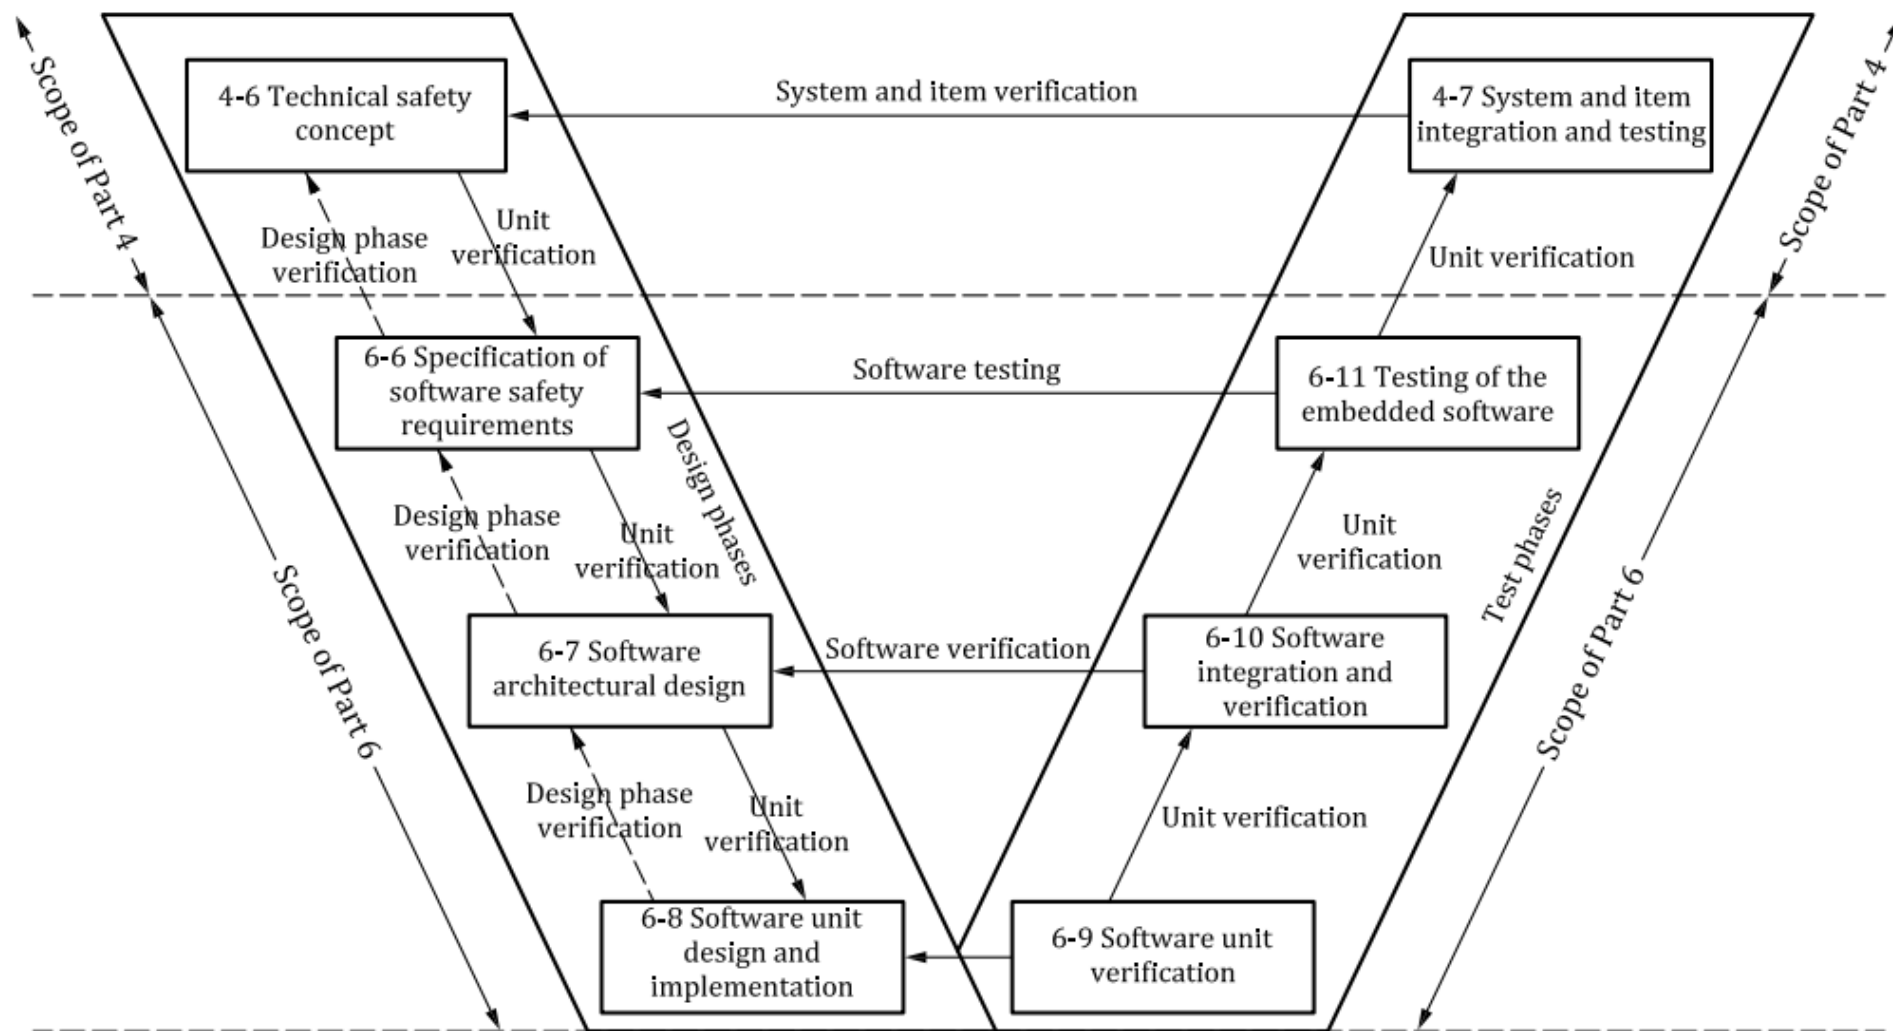 4-6 Technical safety
concept
System and item verification
4-7 System and item
integration and testing
Scope of Part 4
Scope of Part 4
Design phase
verification
Unit
verification
Unit verification
6-6 Specification of
software safety
requirements
Software testing
6-11 Testing of the
embedded software
Design phases
Test phases
Design phase
verification
Unit
verification
Unit
verification
Scope of Part 6
Scope of Part 6
6-7 Software
architectural design
Software verification
6-10 Software
integration and
verification
Design phase
verification
Unit
verification
Unit verification
6-8 Software unit
design and
implementation
6-9 Software unit
verification